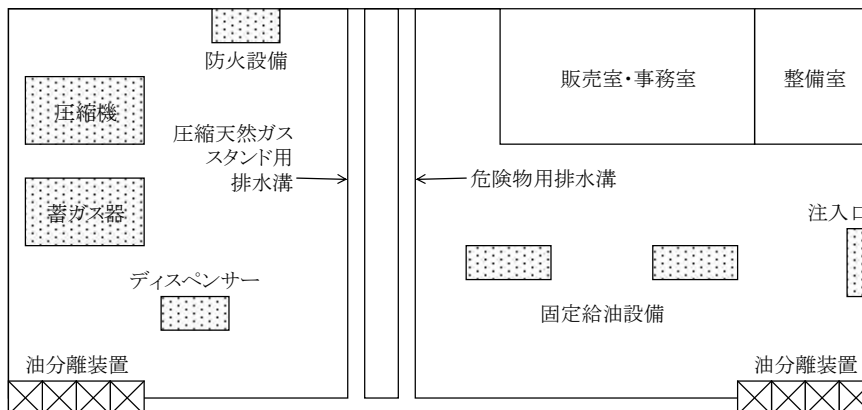 防火設備
販売室・事務室
整備室
圧縮機
圧縮天然ガス
スタンド用
排水溝
危険物用排水溝
蓄ガス器
注入口
ディスペンサー
固定給油設備
油分離装置
油分離装置